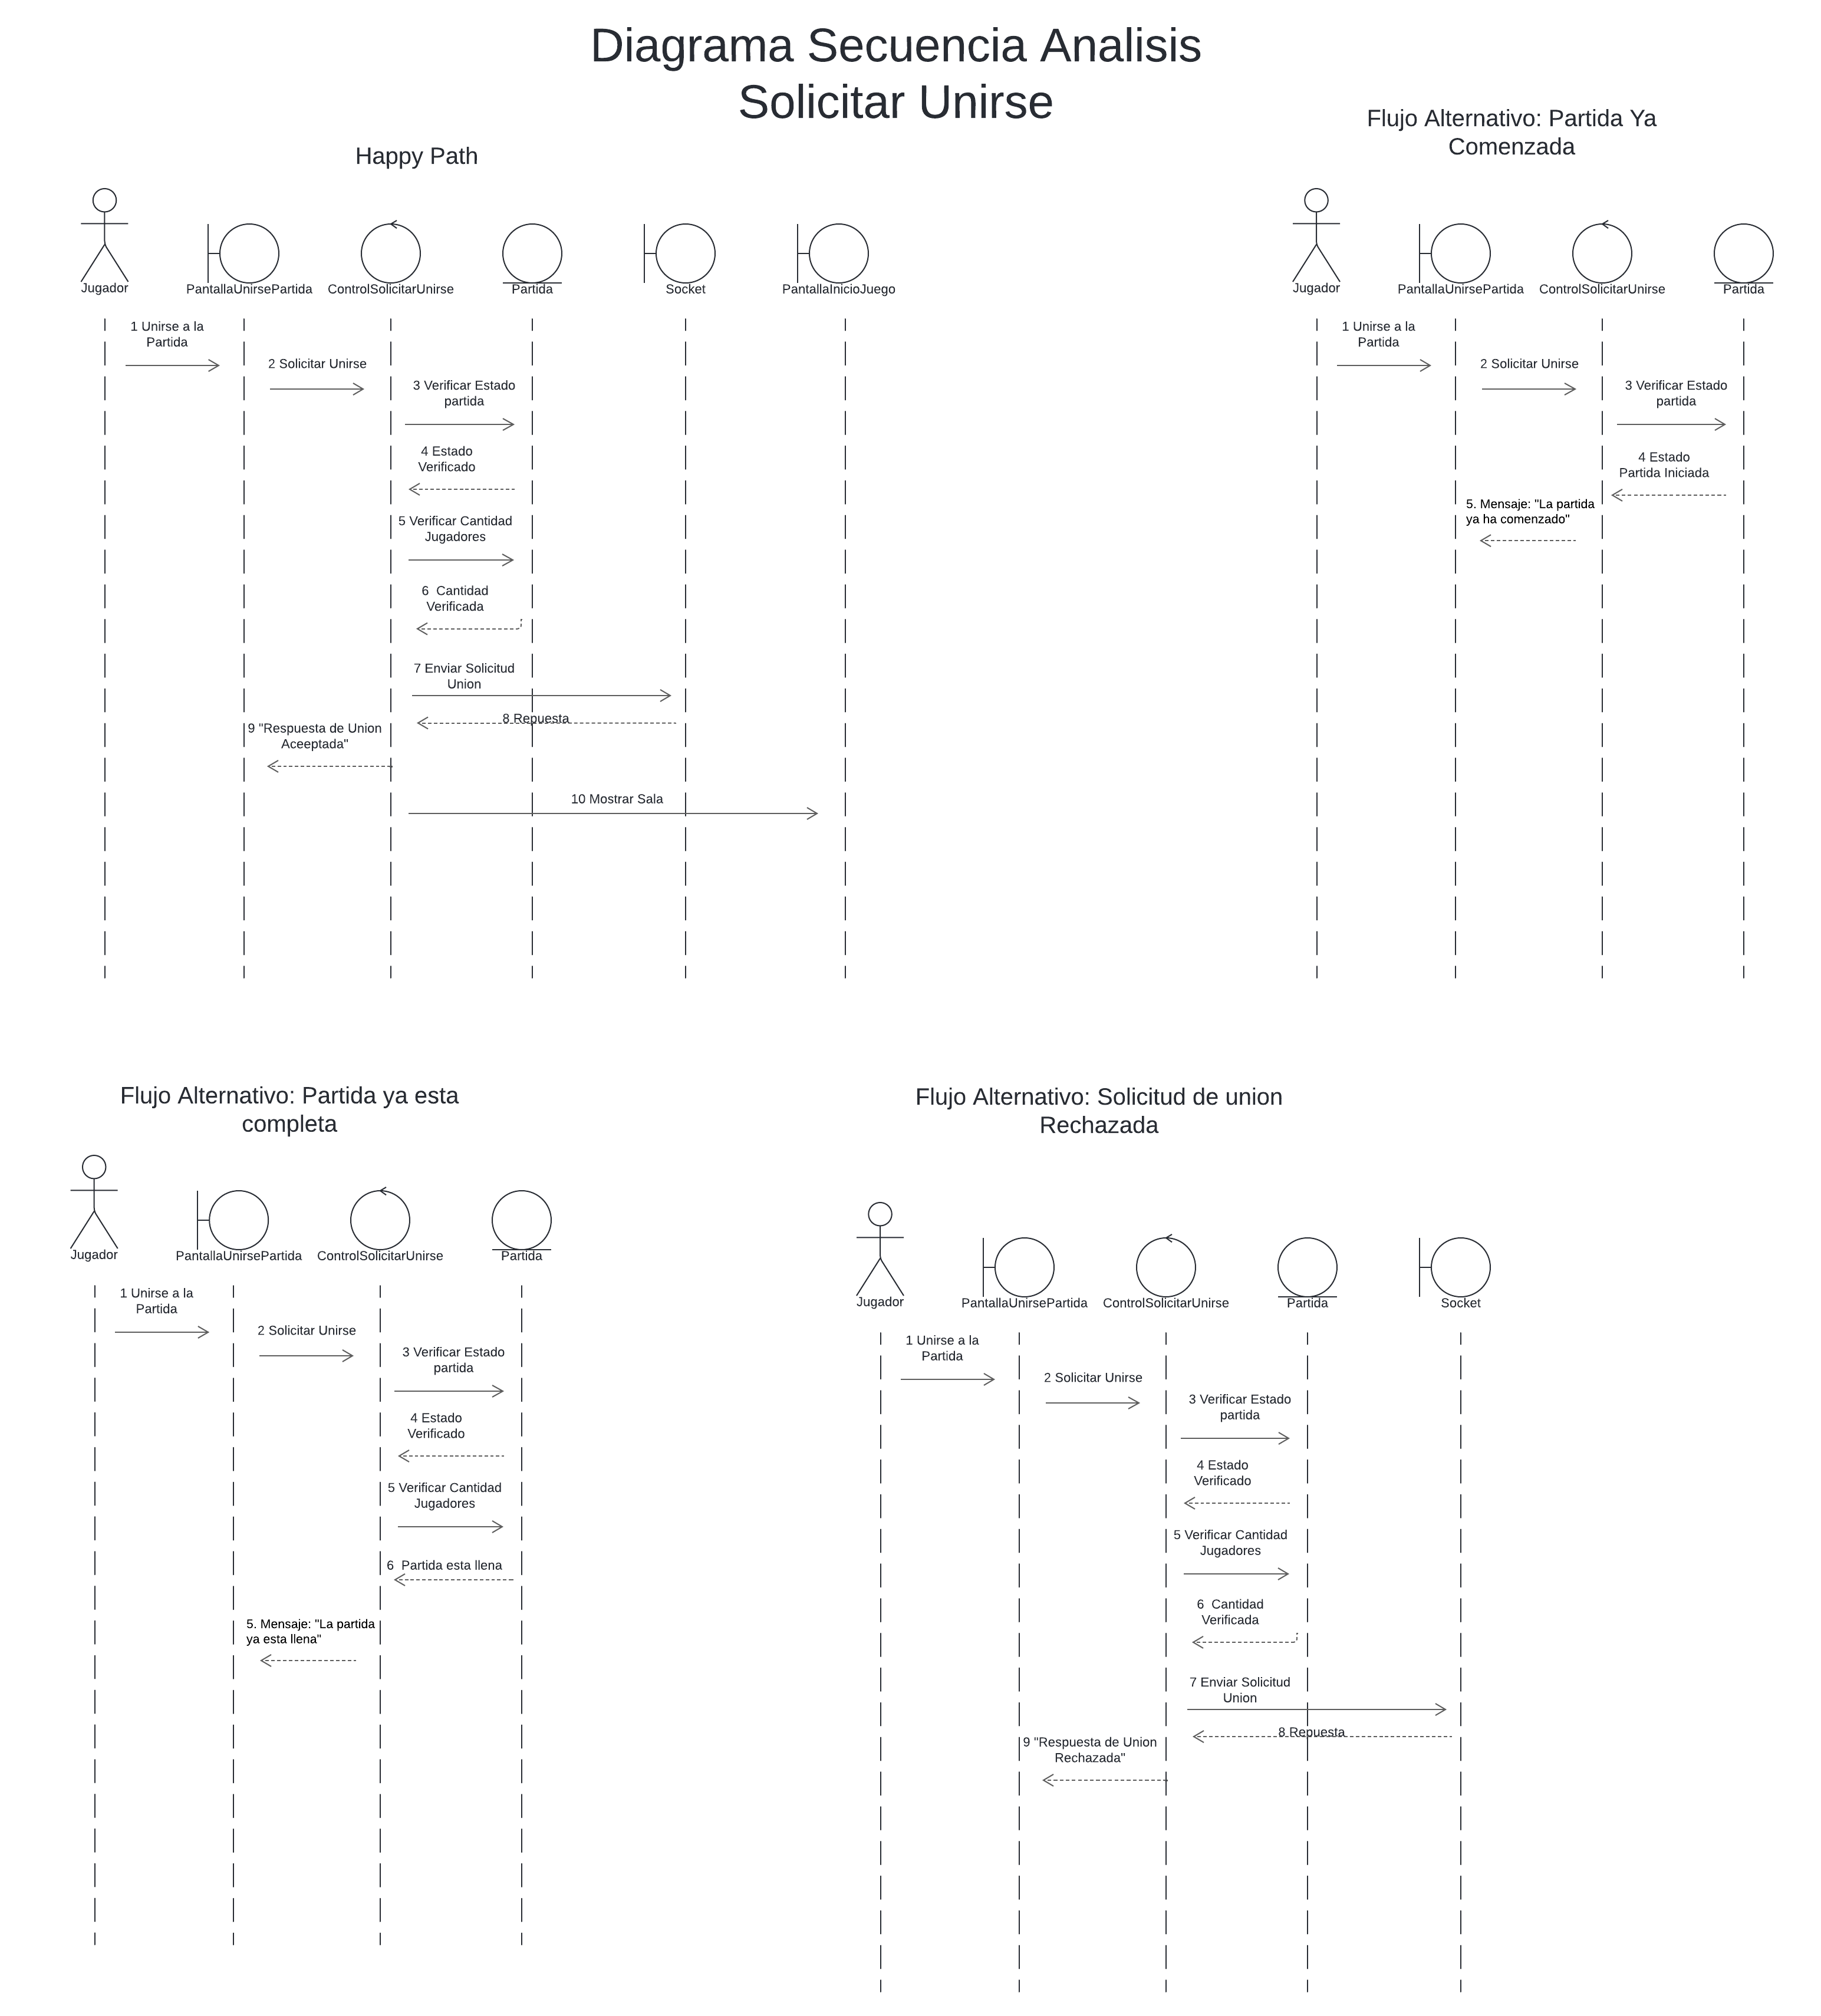 Diagrama Secuencia Analisis
Solicitar Unirse
Happy Path
Jugador
PantallaUnirsePartida
ControlSolicitarUnirse
Partida
Socket
PantallaInicioJuego
1 Unirse a la
Partida
2 Solicitar Unirse
3 Verificar Estado
partida
4 Estado
Verificado
5 Verificar Cantidad
Jugadores
6 Cantidad
Verificada
7 Enviar Solicitud
Union
8 Repuesta
9 "Respuesta de Union
Aceeptada"
10 Mostrar Sala
Flujo Alternativo: Partida Ya
Comenzada
Jugador
PantallaUnirsePartida
ControlSolicitarUnirse
Partida
1 Unirse a la
Partida
2 Solicitar Unirse
3 Verificar Estado
partida
4 Estado
Partida Iniciada
5. Mensaje: "La partida
ya ha comenzado"
Flujo Alternativo: Partida ya esta
completa
Jugador
PantallaUnirsePartida
ControlSolicitarUnirse
Partida
1 Unirse a la
Partida
2 Solicitar Unirse
3 Verificar Estado
partida
4 Estado
Verificado
5 Verificar Cantidad
Jugadores
6 Partida esta llena
5. Mensaje: "La partida
ya esta llena"
Flujo Alternativo: Solicitud de union
Rechazada
Jugador
PantallaUnirsePartida
ControlSolicitarUnirse
Partida
Socket
1 Unirse a la
Partida
2 Solicitar Unirse
3 Verificar Estado
partida
4 Estado
Verificado
5 Verificar Cantidad
Jugadores
6 Cantidad
Verificada
7 Enviar Solicitud
Union
8 Repuesta
9 "Respuesta de Union
Rechazada"